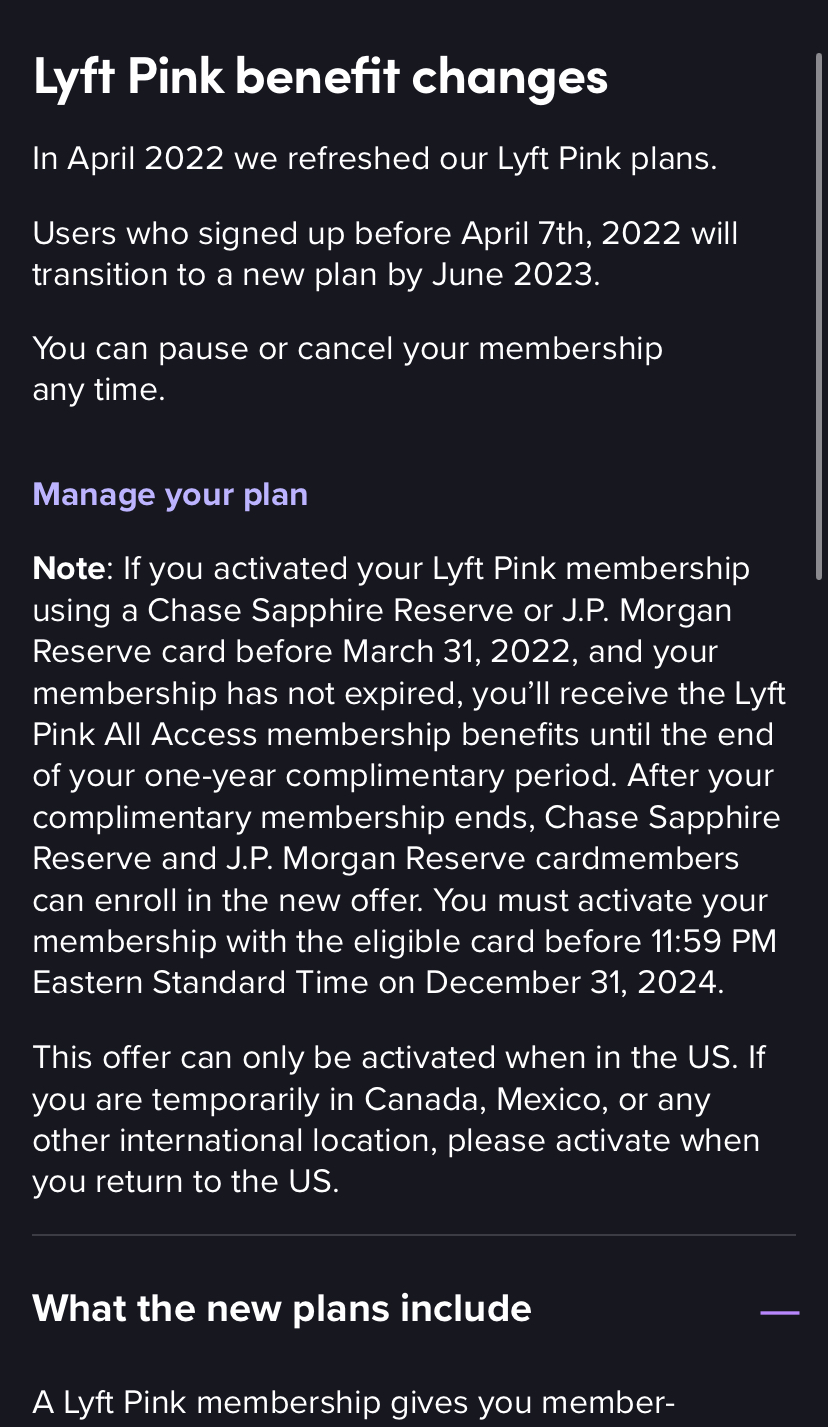 Lyft Pink benefit changes
In April 2022 we refreshed our Lyft Pink plans.
Users who signed up before April 7th, 2022 will
transition to a new plan by June 2023.
You can pause or cancel your membership
any time.
Manage your plan
Note: If you activated your Lyft Pink membership
using a Chase Sapphire Reserve or J.P. Morgan
Reserve card before March 31, 2022, and your
membership has not expired, you’ll receive the Lyft
Pink All Access membership benefits until the end
of your one-year complimentary period. After your
complimentary membership ends, Chase Sapphire
Reserve and J.P. Morgan Reserve cardmembers
can enroll in the new offer. You must activate your
membership with the eligible card before 11:59 PM
Eastern Standard Time on December 31, 2024.
This offer can only be activated when in the US. If
you are temporarily in Canada, Mexico, or any
other international location, please activate when
you return to the US.
What the new plans include
A Lyft Pink membership gives you member-